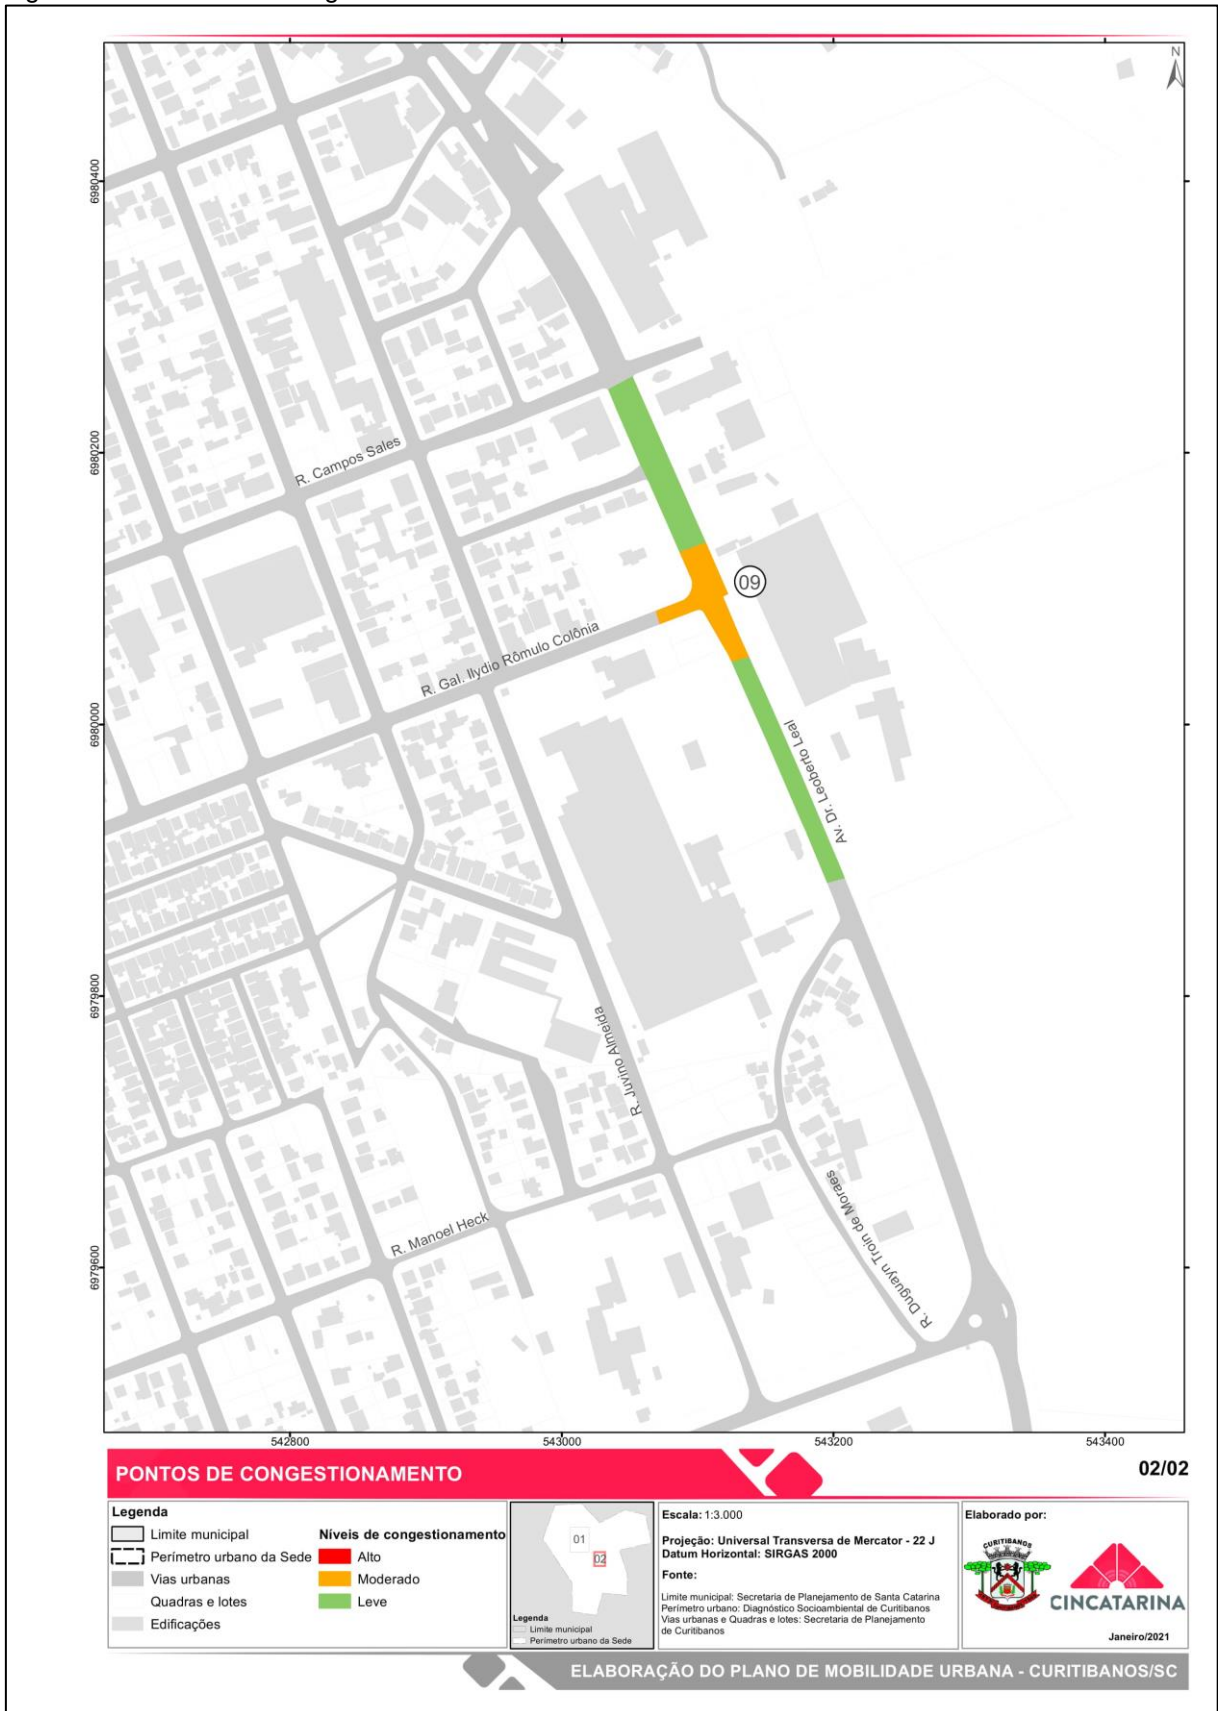 N
6980400
6980200
6980000
6979800
6979600
R. Campos Sales
09
R. Gal. Ilydio Rômulo Colônia
Av. Dr. Leoberto Leal
R. Juvino Almeida
R. Duguayn Troin de Moraes
R. Manoel Heck
542800
543000
543200
543400
PONTOS DE CONGESTIONAMENTO
02/02
Legenda
Limite municipal
Perímetro urbano da Sede
Vias urbanas
Quadras e lotes
Edificações
Níveis de congestionamento
Alto
Moderado
Leve
01
02
Legenda
Limite municipal
Perímetro urbano da Sede
Escala: 1:3.000
Projeção: Universal Transversa de Mercator - 22 J
Datum Horizontal: SIRGAS 2000
Fonte:
Limite municipal: Secretaria de Planejamento de Santa Catarina
Perímetro urbano: Diagnóstico Socioambiental de Curitibanos
Vias urbanas e Quadras e lotes: Secretaria de Planejamento
de Curitibanos
Elaborado por:
CURITIBANOS
CINCATARINA
Janeiro/2021
ELABORAÇÃO DO PLANO DE MOBILIDADE URBANA - CURITIBANOS/SC